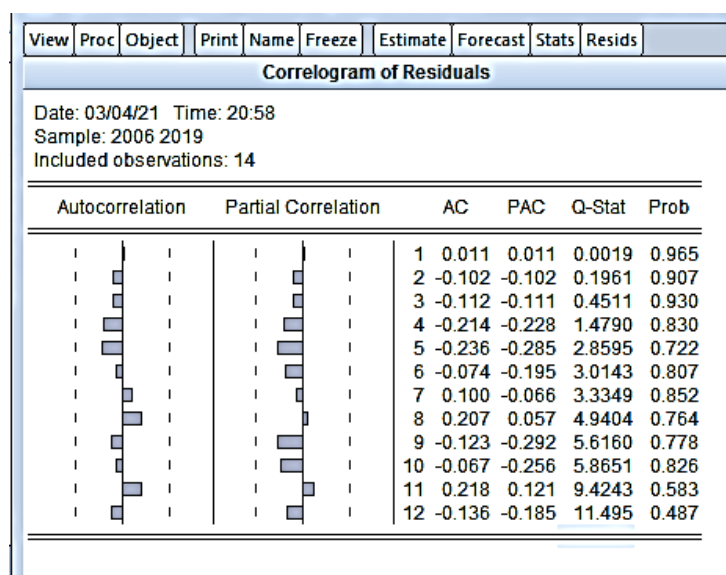 View Proc Object Print Name Freeze Estimate Forecast Stats Resids
Correlogram of Residuals
Date: 03/04/21 Time: 20:58
Sample: 2006 2019
Included observations: 14
Autocorrelation Partial Correlation AC PAC Q-Stat Prob
1 0.011 0.011 0.0019 0.965
2 -0.102 -0.102 0.1961 0.907
3 -0.112 -0.111 0.4511 0.930
4 -0.214 -0.228 1.4790 0.830
5 -0.236 -0.285 2.8595 0.722
6 -0.074 -0.195 3.0143 0.807
7 0.100 -0.066 3.3349 0.852
8 0.207 0.057 4.9404 0.764
9 -0.123 -0.292 5.6160 0.778
10 -0.067 -0.256 5.8651 0.826
11 0.218 0.121 9.4243 0.583
12 -0.136 -0.185 11.495 0.487